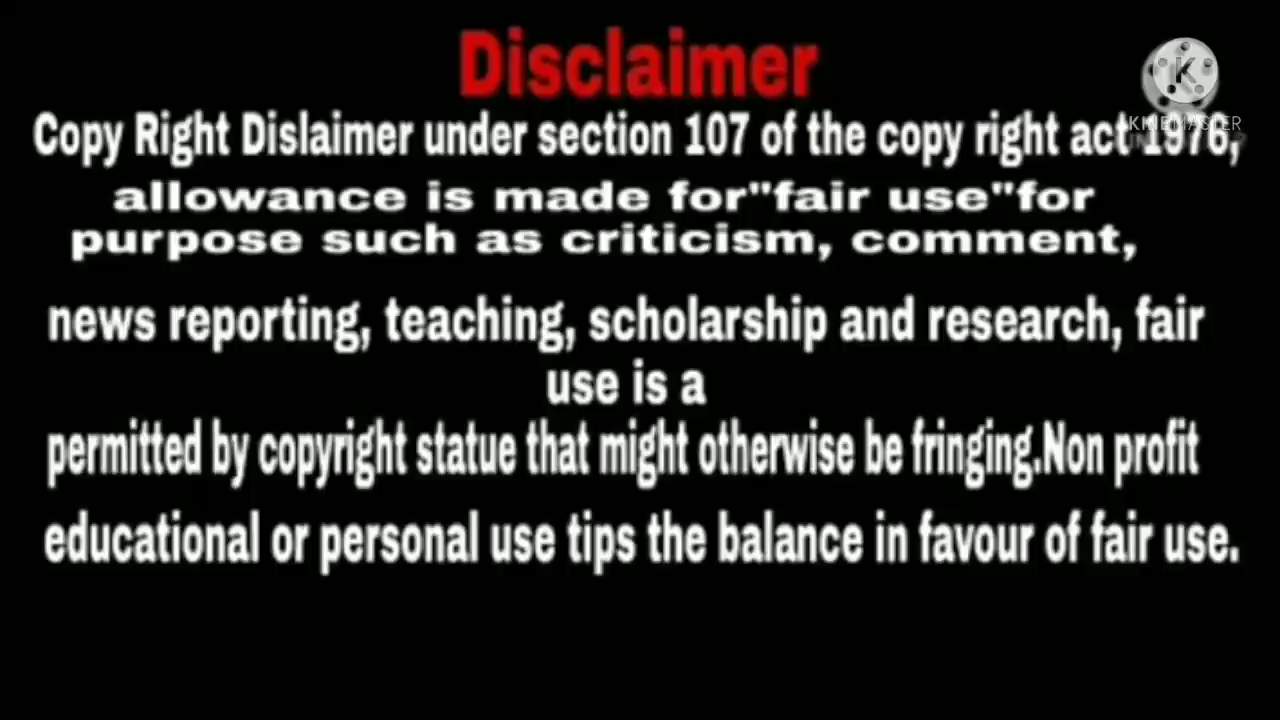 Disclaimer
K
KINEMASTER
Copy Right Dislaimer under section 107 of the copy right act 1976,
allowance is made for"fair use"for
purpose such as criticism, comment,
news reporting, teaching, scholarship and research, fair
use is a
permitted by copyright statue that might otherwise be fringing.Non profit
educational or personal use tips the balance in favour of fair use.